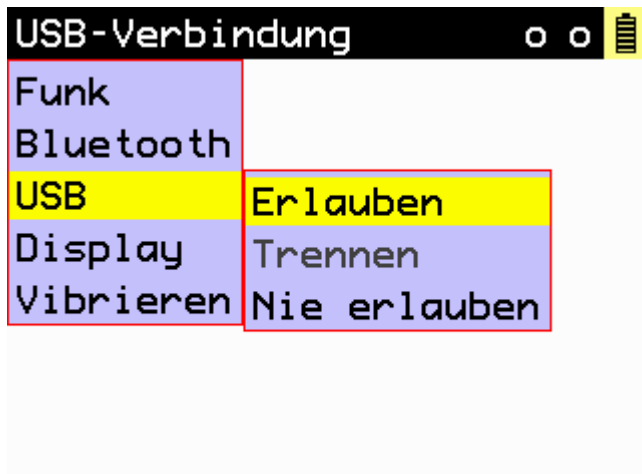 USB-Verbindung o o
Funk
Bluetooth
USB
Display
Vibrieren
Erlauben
Trennen
Nie erlauben